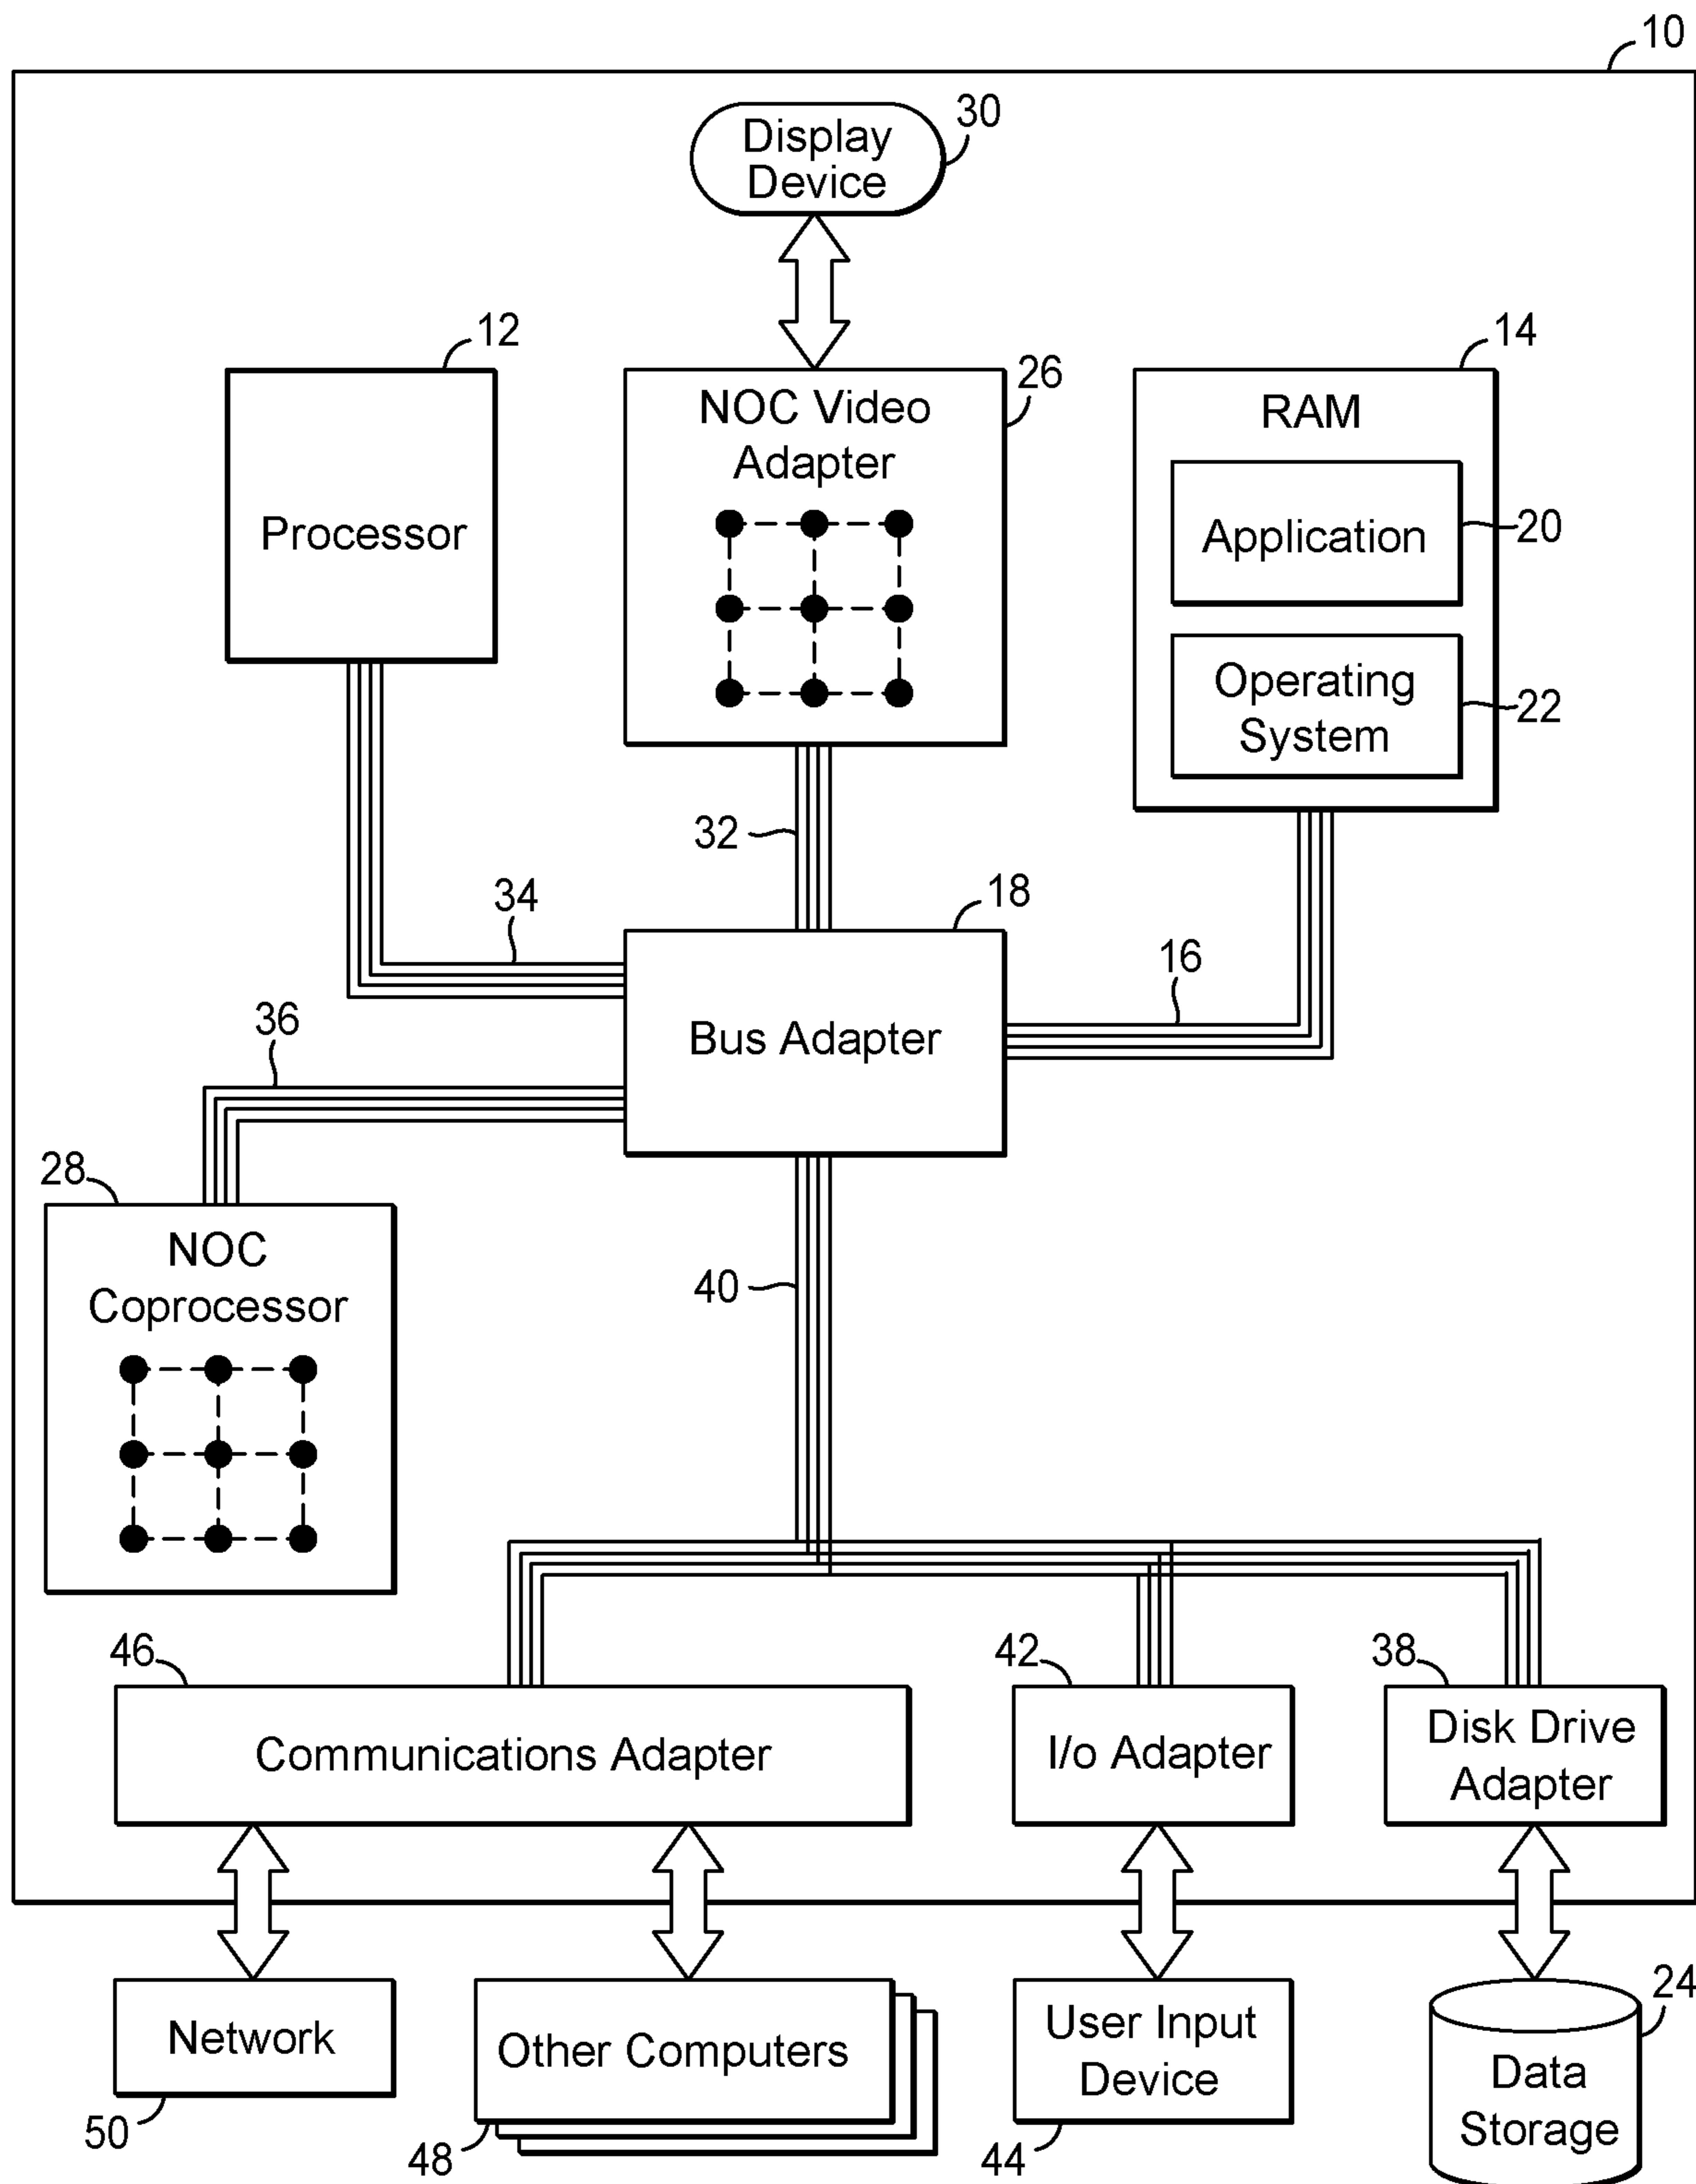 10
Display
Device
30
12
Processor
NOC Video
Adapter
26
14
RAM
Application
20
Operating
System
22
32
34
18
Bus Adapter
16
36
28
NOC
Coprocessor
40
46
Communications Adapter
42
I/o Adapter
38
Disk Drive
Adapter
Network
50
Other Computers
48
User Input
Device
44
24
Data
Storage